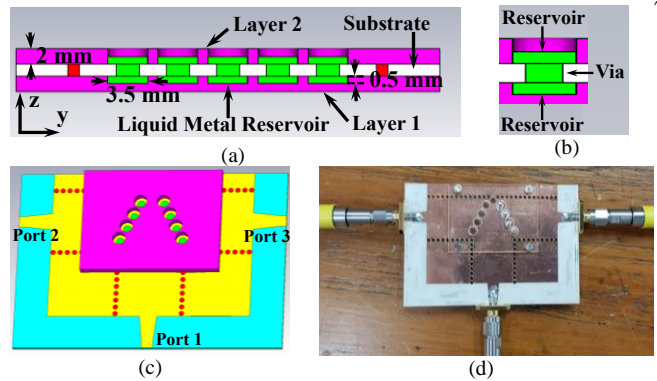 Layer 2
Substrate
2 mm
0.5 mm
z
3.5 mm
y
Liquid Metal Reservoir
Layer 1
(a)
Reservoir
Via
Reservoir
(b)
Port 2
Port 3
Port 1
(c)
(d)